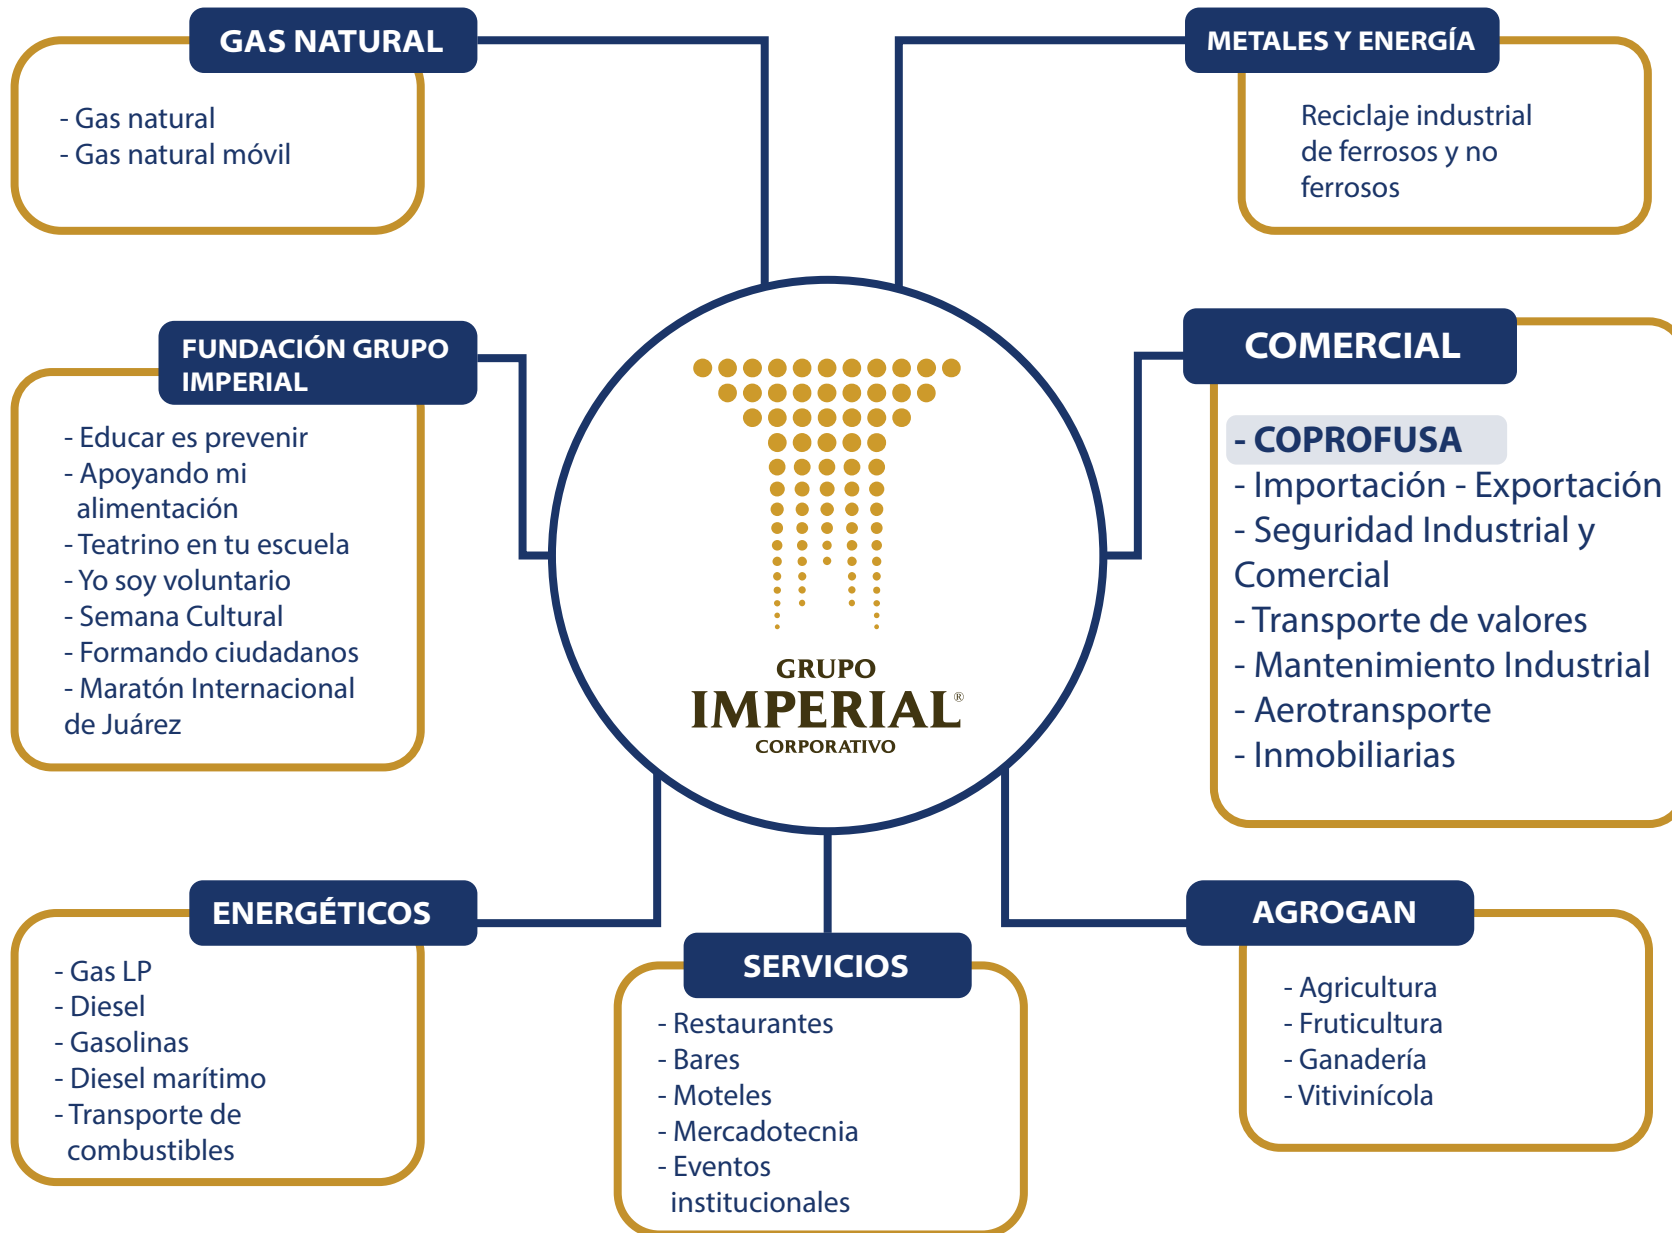 GAS NATURAL
- Gas natural
- Gas natural móvil
METALES Y ENERGÍA
Reciclaje industrial
de ferrosos y no
ferrosos
FUNDACIÓN GRUPO
IMPERIAL
- Educar es prevenir
- Apoyando mi
alimentación
- Teatrino en tu escuela
- Yo soy voluntario
- Semana Cultural
- Formando ciudadanos
- Maratón Internacional
de Juárez
GRUPO
IMPERIAL®
CORPORATIVO
COMERCIAL
- COPROFUSA
- Importación - Exportación
- Seguridad Industrial y
Comercial
- Transporte de valores
- Mantenimiento Industrial
- Aerotransporte
- Inmobiliarias
ENERGÉTICOS
- Gas LP
- Diesel
- Gasolinas
- Diesel marítimo
- Transporte de
combustibles
SERVICIOS
- Restaurantes
- Bares
- Moteles
- Mercadotecnia
- Eventos
institucionales
AGROGAN
- Agricultura
- Fruticultura
- Ganadería
- Vitivinícola